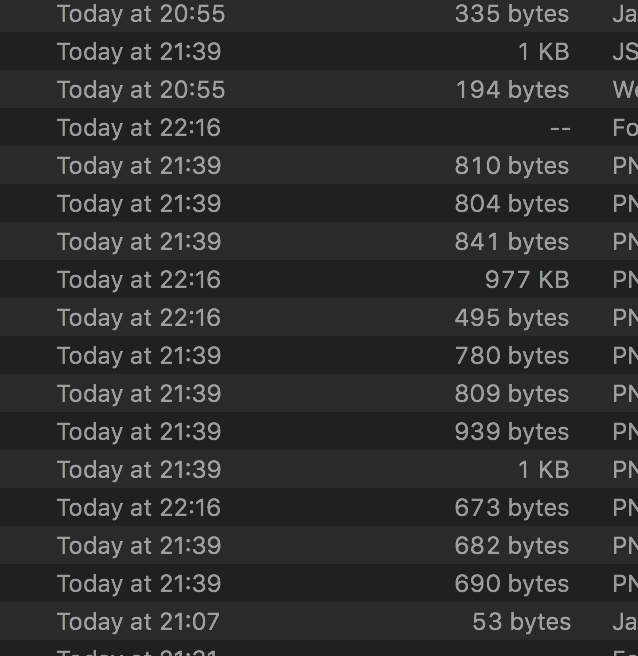 Today at 20:55 335 bytes Ja
Today at 21:39 1 KB JS
Today at 20:55 194 bytes We
Today at 22:16 -- Fo
Today at 21:39 810 bytes PN
Today at 21:39 804 bytes PN
Today at 21:39 841 bytes PN
Today at 22:16 977 KB PN
Today at 22:16 495 bytes PN
Today at 21:39 780 bytes PN
Today at 21:39 809 bytes PN
Today at 21:39 939 bytes PN
Today at 21:39 1 KB PN
Today at 22:16 673 bytes PN
Today at 21:39 682 bytes PN
Today at 21:39 690 bytes PN
Today at 21:07 53 bytes Ja
Today at 21:31